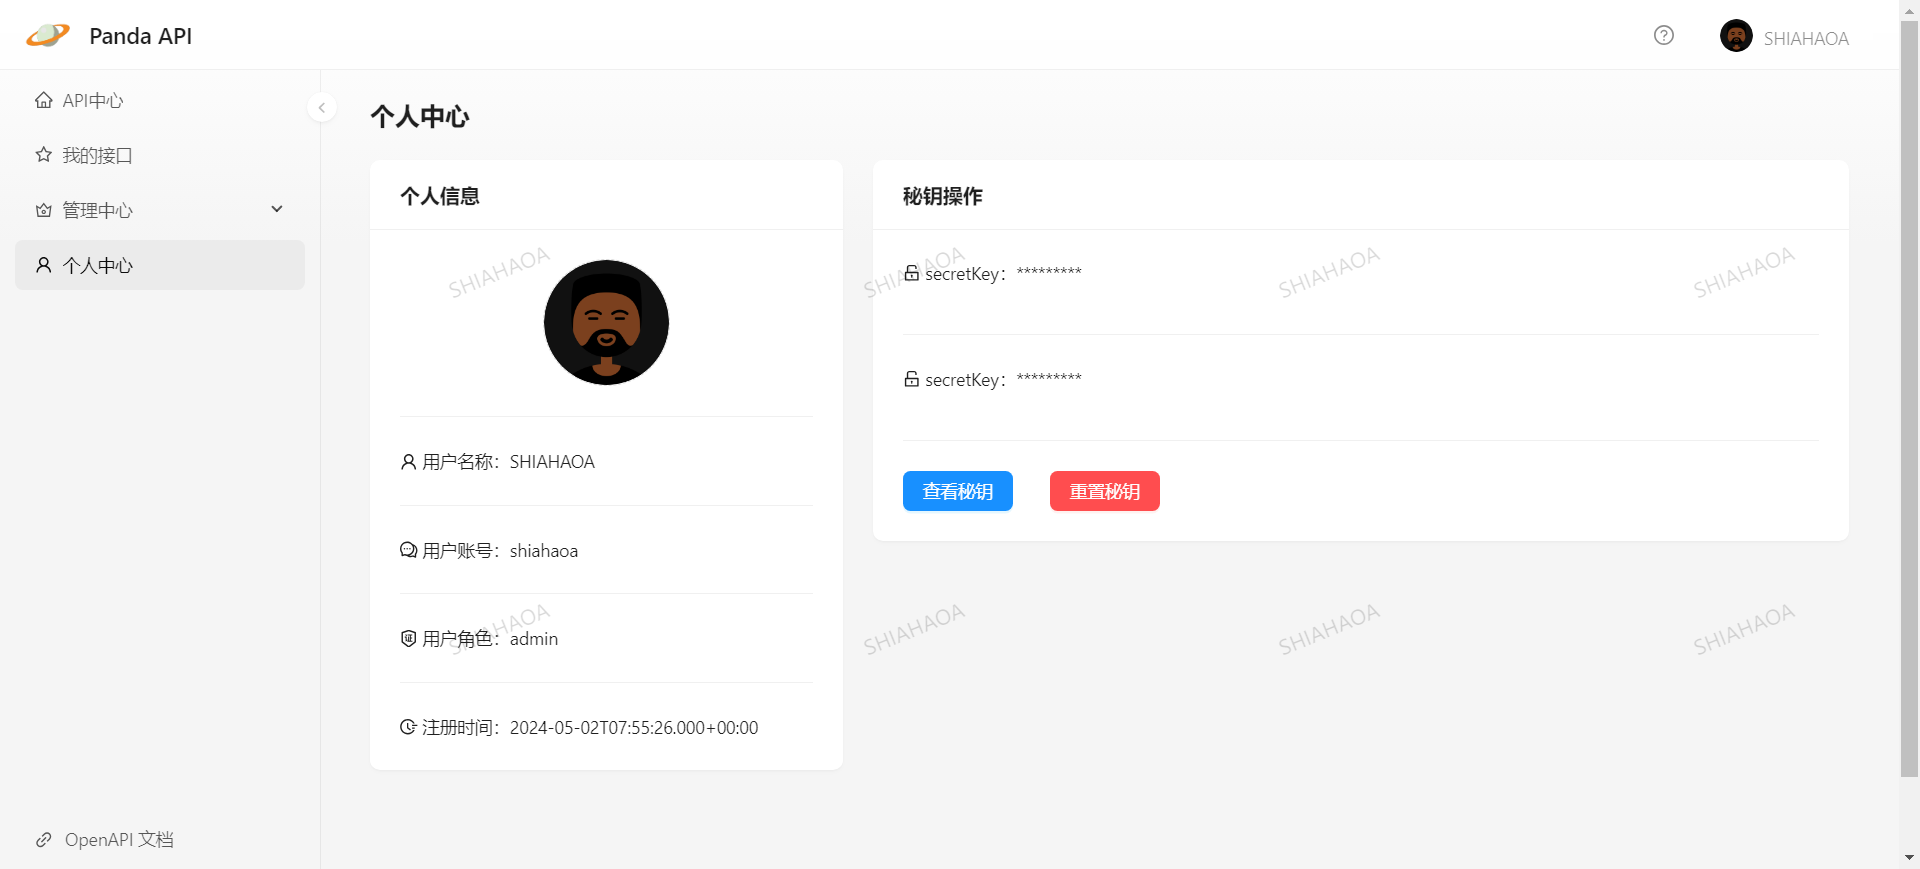 Panda API
SHIAHAOA
API中心
我的接口
管理中心
个人中心
OpenAPI 文档
个人中心
个人信息
用户名称：SHIAHAOA
用户账号：shiahaoa
用户角色：admin
注册时间：2024-05-02T07:55:26.000+00:00
秘钥操作
secretKey：*********
secretKey：*********
查看秘钥
重置秘钥
SHIAHAOA
SHIAHAOA
SHIAHAOA
SHIAHAOA
SHIAHAOA
SHIAHAOA
SHIAHAOA
SHIAHAOA